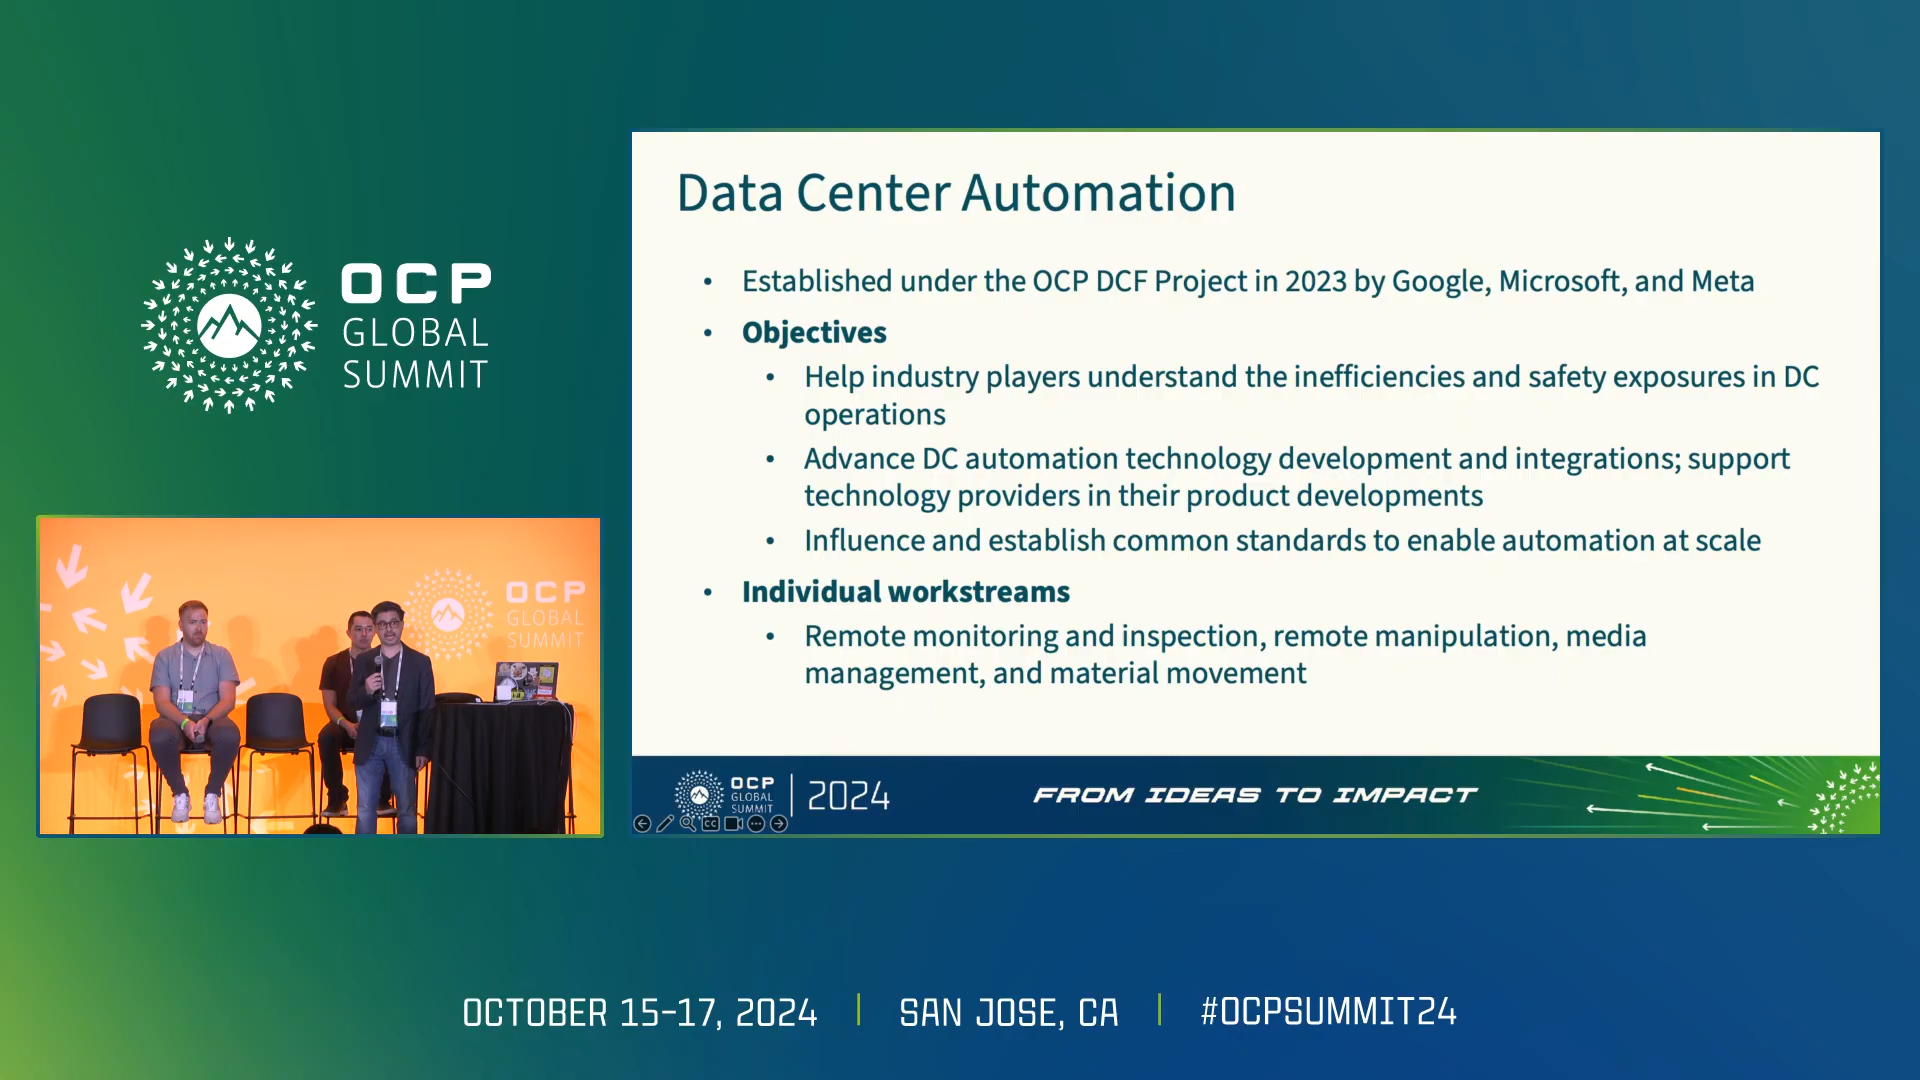 OCP
GLOBAL
SUMMIT
Data Center Automation
• Established under the OCP DCF Project in 2023 by Google, Microsoft, and Meta
• Objectives
• Help industry players understand the inefficiencies and safety exposures in DC
operations
• Advance DC automation technology development and integrations; support
technology providers in their product developments
• Influence and establish common standards to enable automation at scale
• Individual workstreams
• Remote monitoring and inspection, remote manipulation, media
management, and material movement
OCP
GLOBAL
SUMMIT
2024
FROM IDEAS TO IMPACT
CC
OCP
GLOBAL
SUMMIT
OCTOBER 15-17, 2024 | SAN JOSE, CA | #OCPSUMMIT24